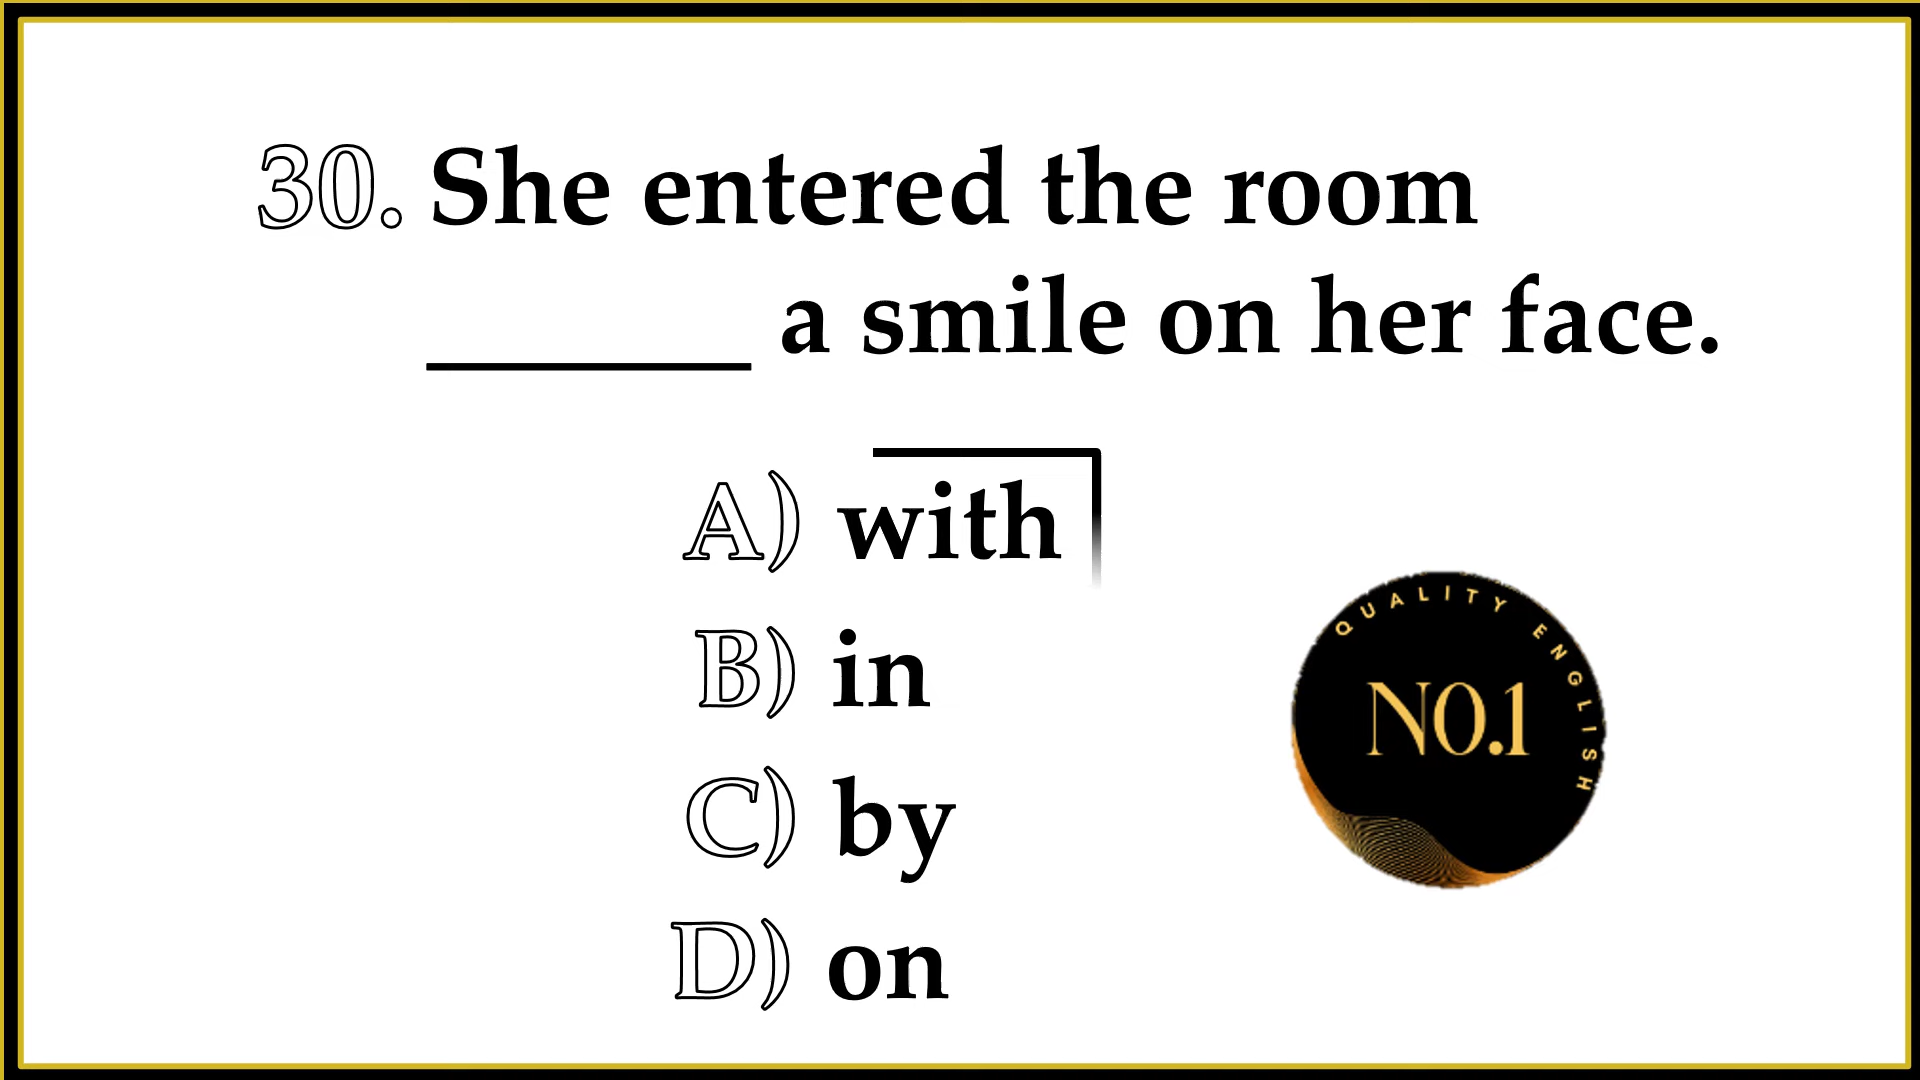 30. She entered the room
_______ a smile on her face.
A) with
B) in
C) by
D) on
QUALITY ENGLISH
NO.1